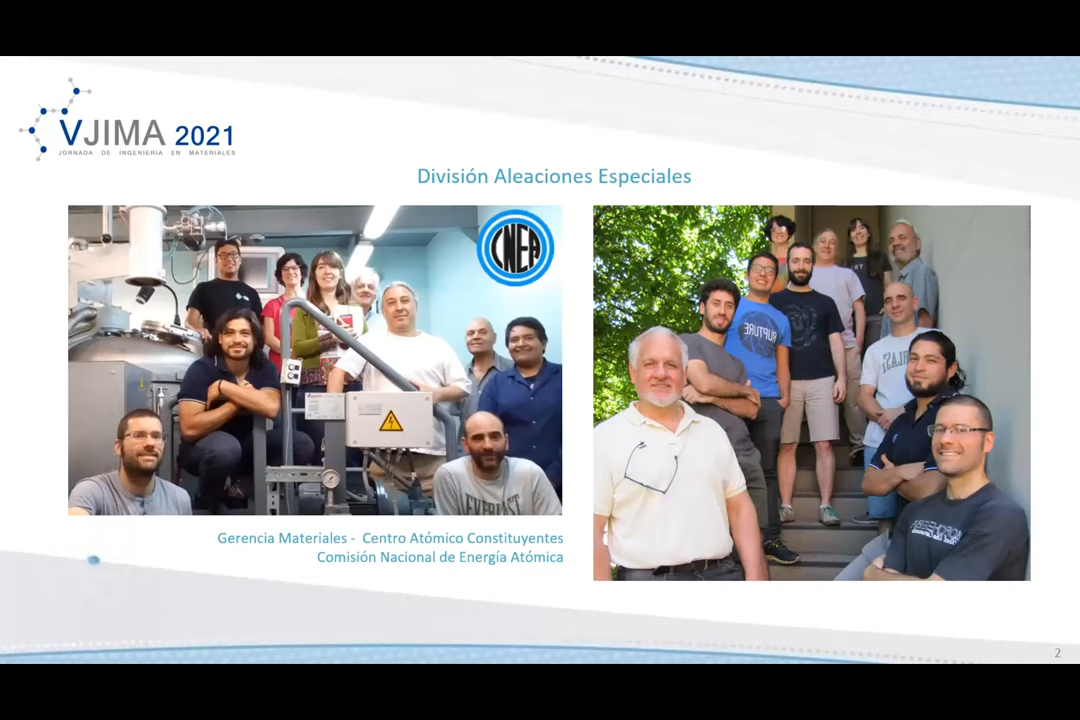 VJIMA 2021
JORNADA DE INGENIERIA EN MATERIALES
División Aleaciones Especiales
CNEA
RUPTURE
EVERLAST
Gerencia Materiales - Centro Atómico Constituyentes
Comisión Nacional de Energía Atómica
2